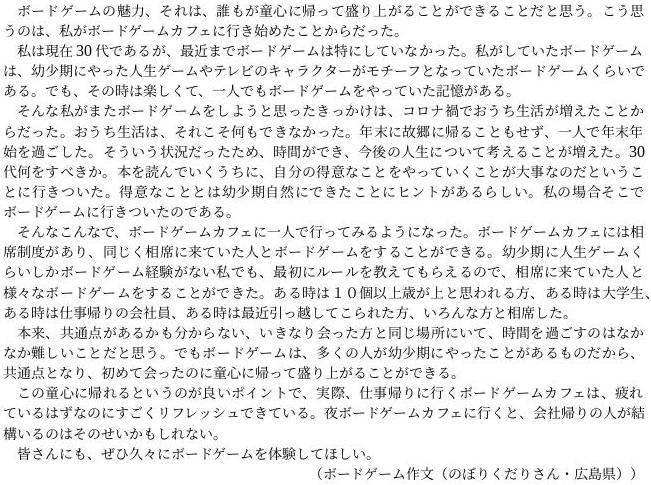 ボードゲームの魅力、それは、誰もが童心に帰って盛り上がることができることだと思う。こう思
うのは、私がボードゲームカフェに行き始めたことからだった。
私は現在 30 代であるが、最近までボードゲームは特にしていなかった。私がしていたボードゲーム
は、幼少期にやった人生ゲームやテレビのキャラクターがモチーフとなっていたボードゲームくらいで
ある。でも、その時は楽しくて、一人でもボードゲームをやっていた記憶がある。
そんな私がまたボードゲームをしようと思ったきっかけは、コロナ禍でおうち生活が増えたことか
らだった。おうち生活は、それこそ何もできなかった。年末に故郷に帰ることもせず、一人で年末年
始を過ごした。そういう状況だったため、時間ができ、今後の人生について考えることが増えた。30
代何をすべきか。本を読んでいくうちに、自分の得意なことをやっていくことが大事なのだというこ
とに行きついた。得意なこととは幼少期自然にできたことにヒントがあるらしい。私の場合そこで
ボードゲームに行きついたのである。
そんなこんなで、ボードゲームカフェに一人で行ってみるようになった。ボードゲームカフェには相
席制度があり、同じく相席に来ていた人とボードゲームをすることができる。幼少期に人生ゲームく
らいしかボードゲーム経験がない私でも、最初にルールを教えてもらえるので、相席に来ていた人と
様々なボードゲームをすることができた。ある時は１０個以上歳が上と思われる方、ある時は大学生、
ある時は仕事帰りの会社員、ある時は最近引っ越してこられた方、いろんな方と相席した。
本来、共通点があるかも分からない、いきなり会った方と同じ場所にいて、時間を過ごすのはなか
なか難しいことだと思う。でもボードゲームは、多くの人が幼少期にやったことがあるものだから、
共通点となり、初めて会ったのに童心に帰って盛り上がることができる。
この童心に帰れるというのが良いポイントで、実際、仕事帰りに行くボードゲームカフェは、疲れ
ているはずなのにすごくリフレッシュできている。夜ボードゲームカフェに行くと、会社帰りの人が結
構いるのはそのせいかもしれない。
皆さんにも、ぜひ久々にボードゲームを体験してほしい。
（ボードゲーム作文（のぼりくだりさん・広島県））